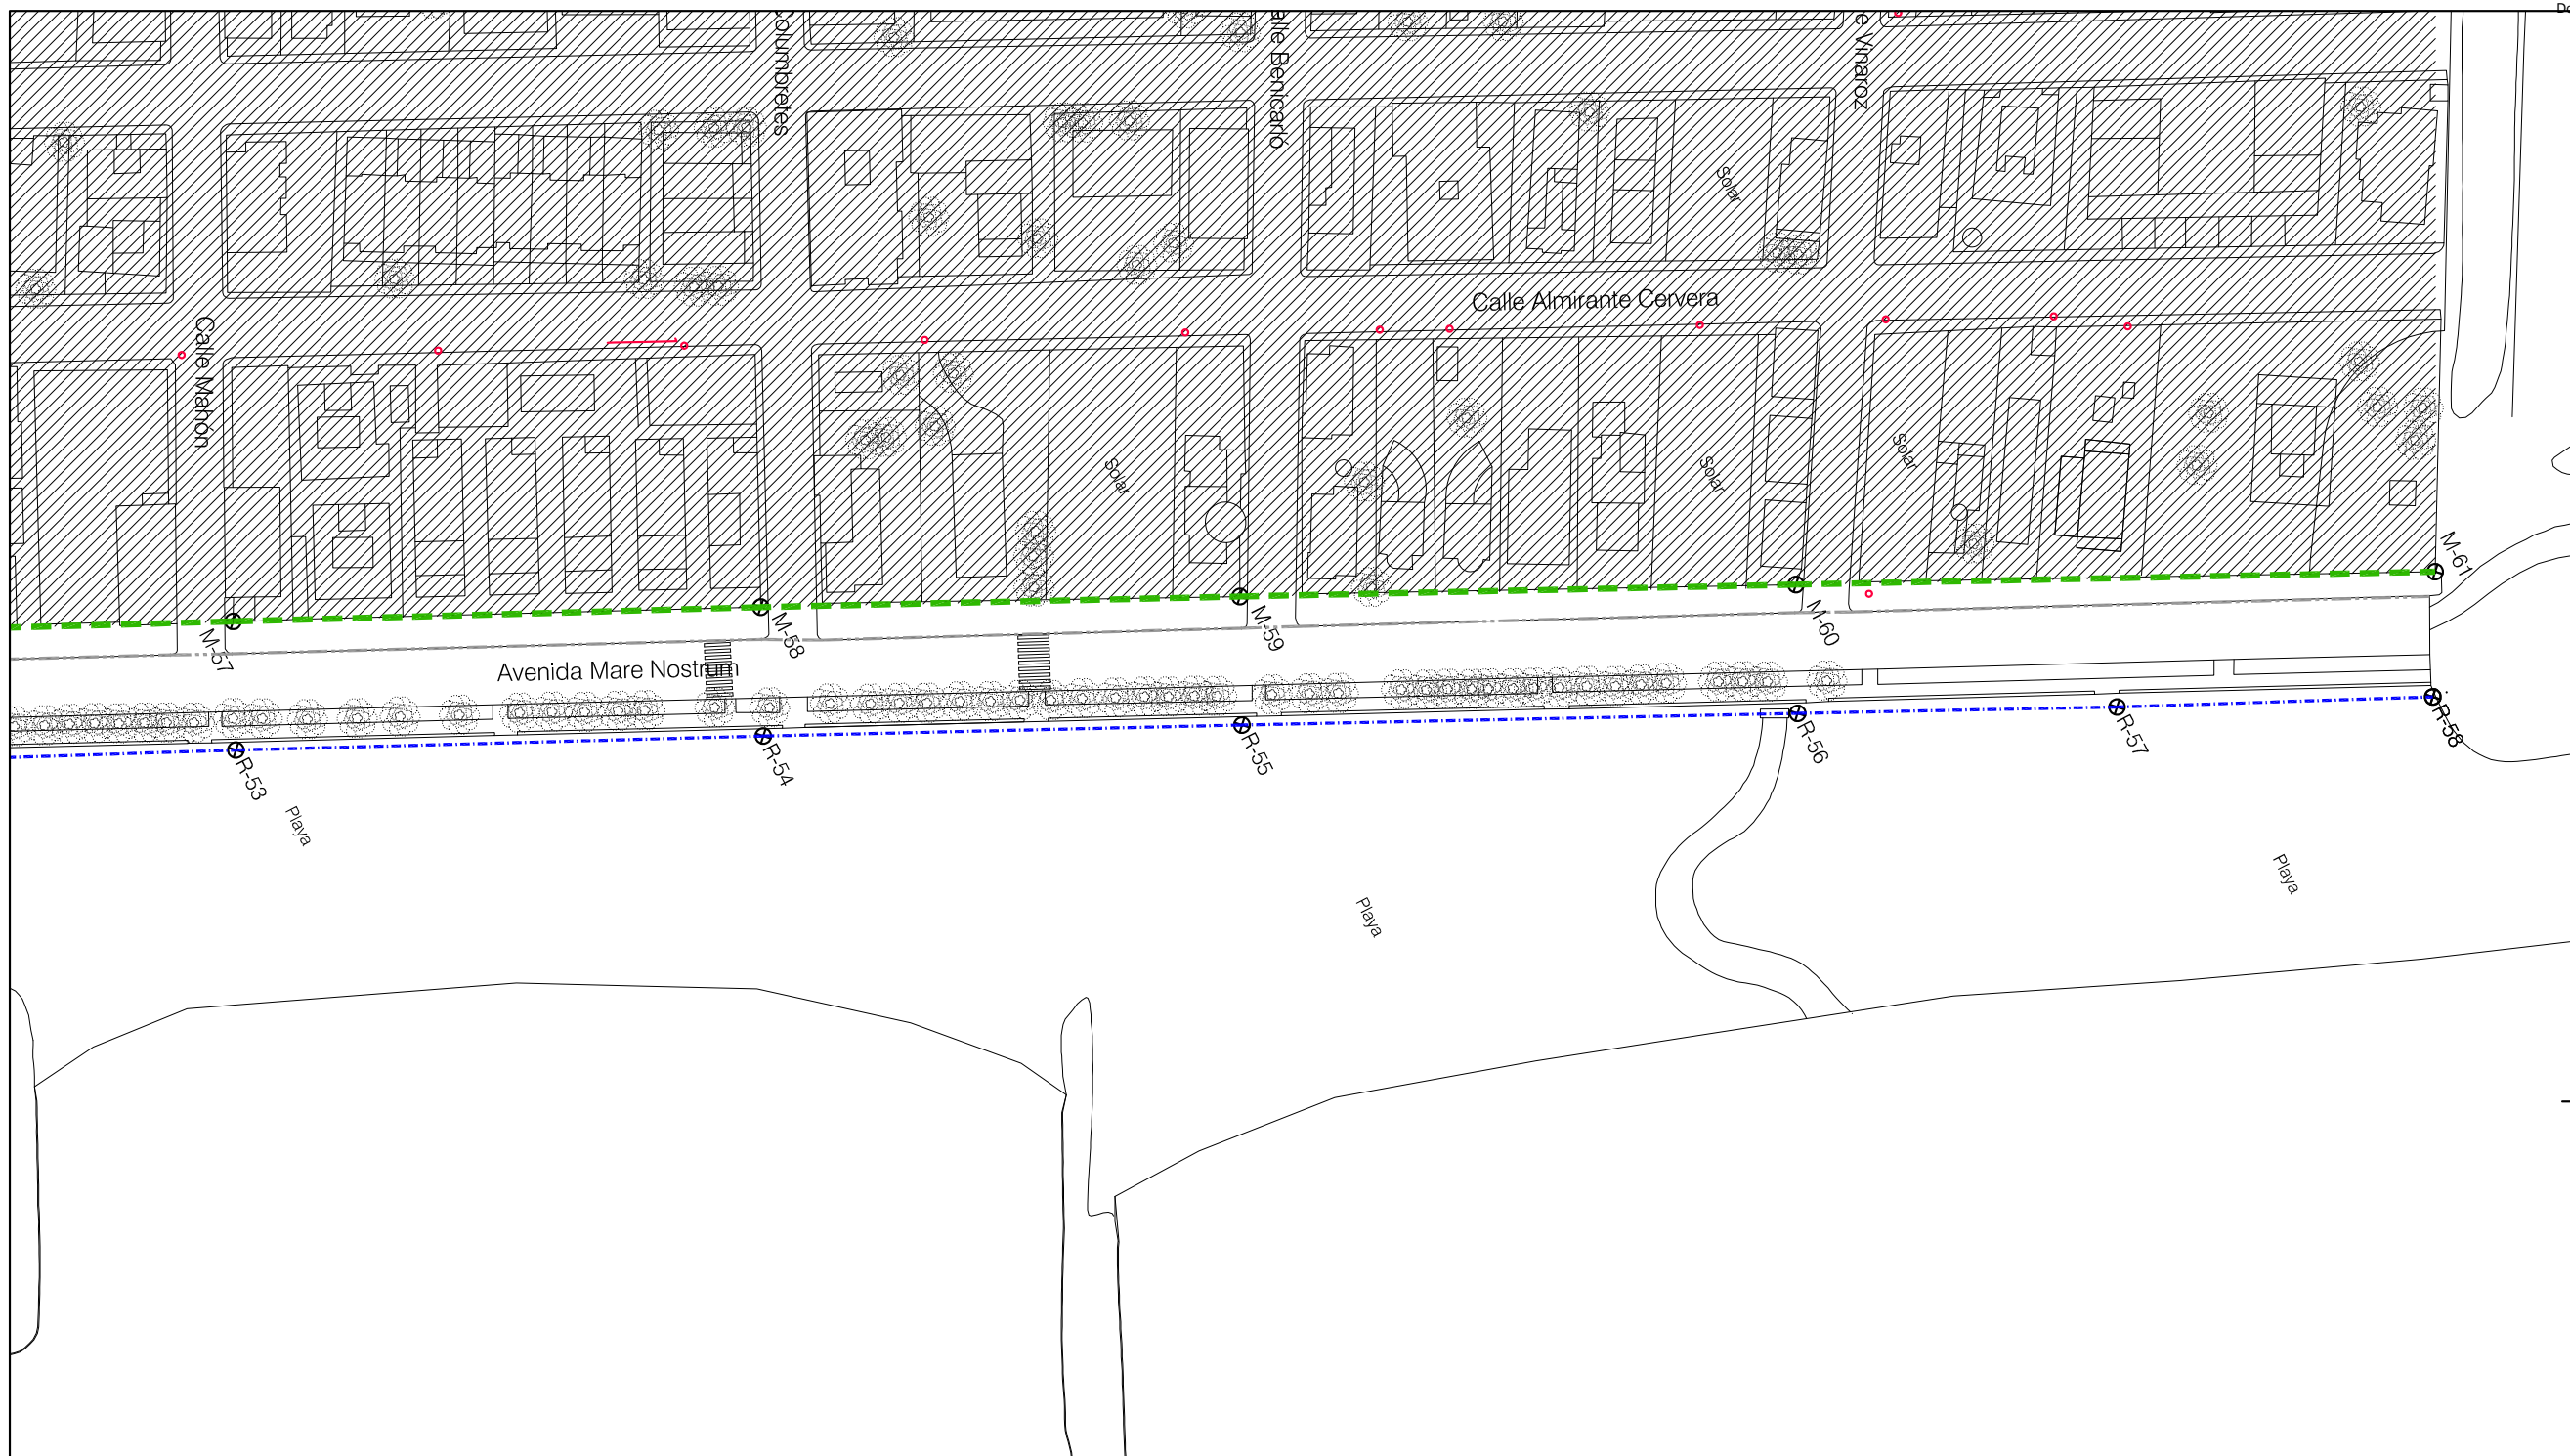 Columbretes
alle Benicarló
e Vinaroz
Solar
Calle Almirante Cervera
Calle Mahón
Solar
Solar
Solar
M-61
M-57
M-58
M-59
M-60
Avenida Mare Nostrum
R-53
R-54
R-55
R-56
R-57
R-58
Playa
Playa
Playa